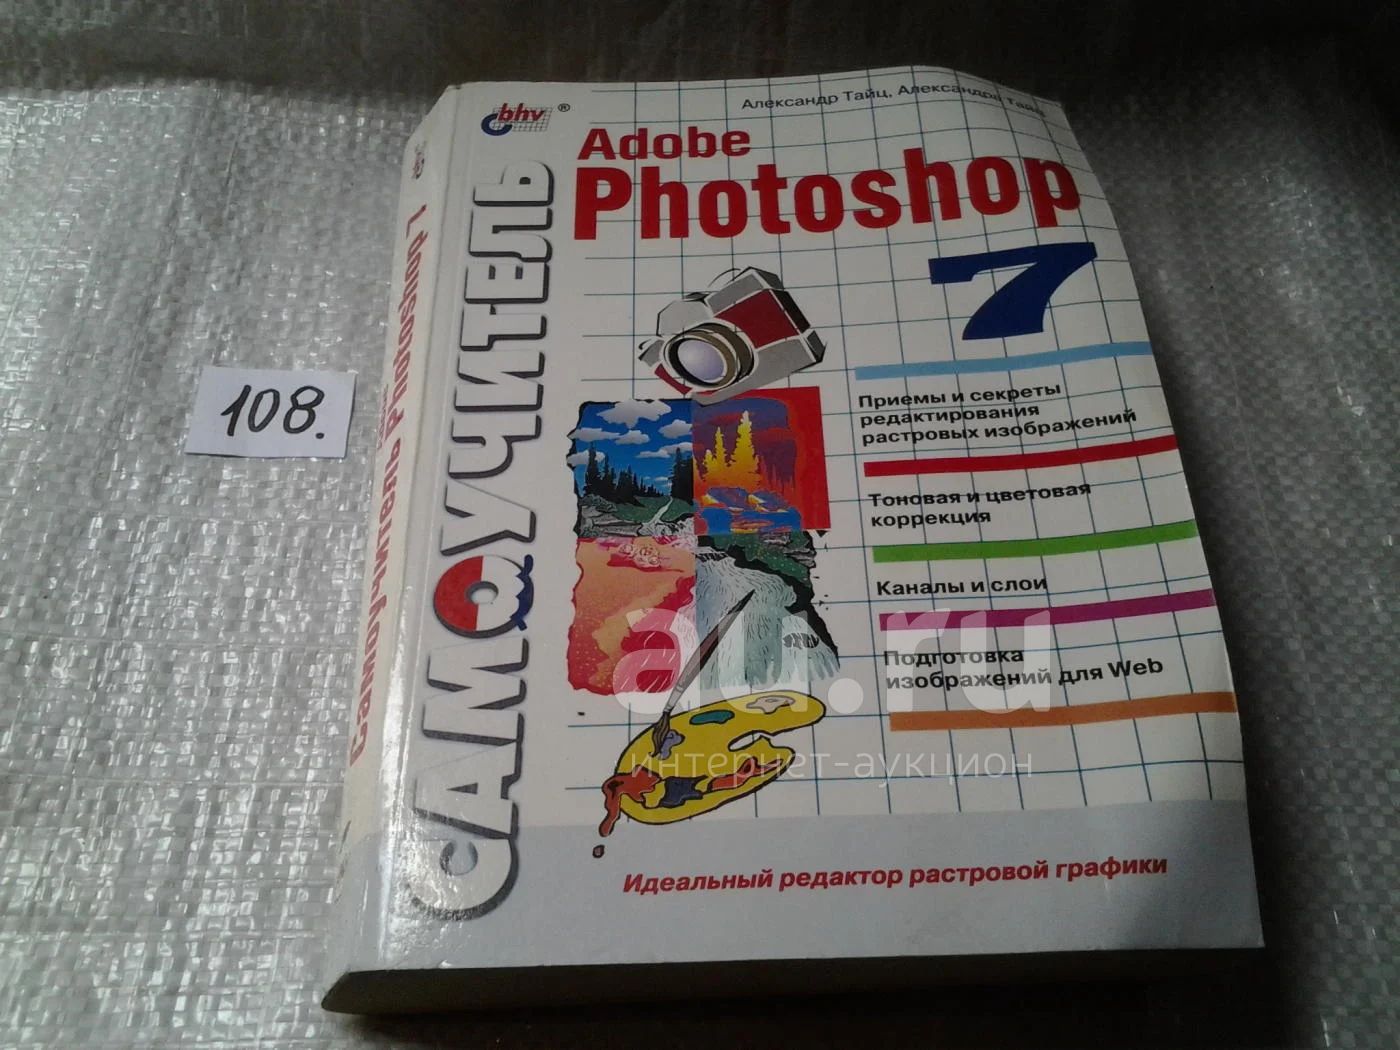 bhv®
Александр Тайц, Александра Тайц
Adobe
Photoshop
7
САМОУЧИТЕЛЬ
Приемы и секреты
редактирования
растровых изображений
Тоновая и цветовая
коррекция
Каналы и слои
Подготовка
изображений для Web
Идеальный редактор растровой графики
Самоучитель Adobe Photoshop 7
108.
au.ru
интернет-аукцион